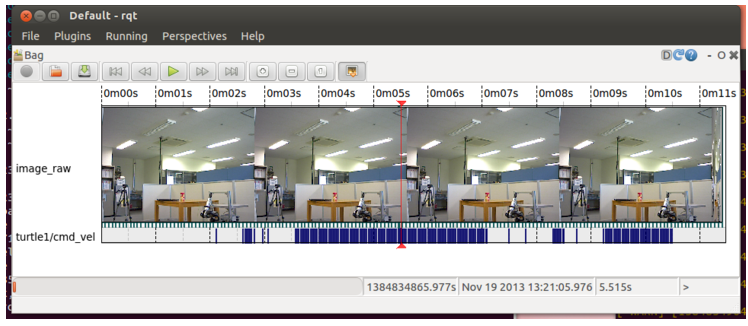 Default - rqt
File Plugins Running Perspectives Help
Bag
D - O
0m00s 0m01s 0m02s 0m03s 0m04s 0m05s 0m06s 0m07s 0m08s 0m09s 0m10s 0m11s
image_raw
turtle1/cmd_vel
1384834865.977s Nov 19 2013 13:21:05.976 5.515s >